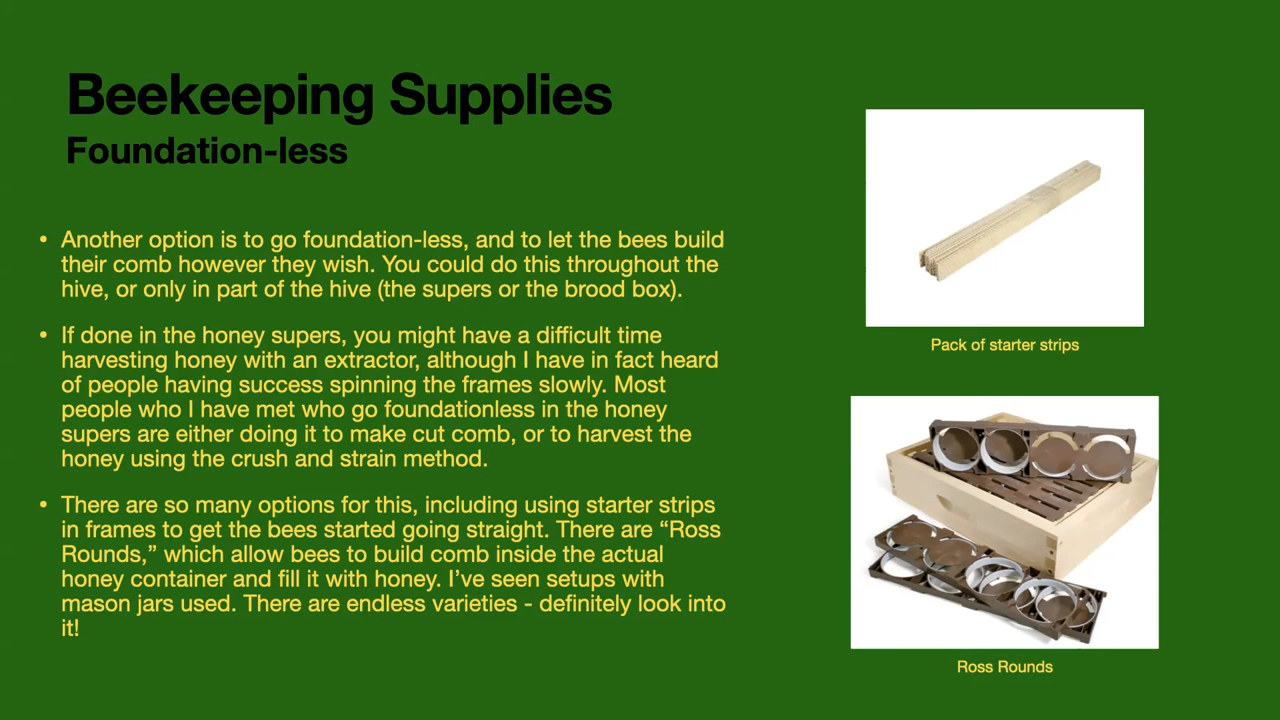 Beekeeping Supplies
Foundation-less
• Another option is to go foundation-less, and to let the bees build
their comb however they wish. You could do this throughout the
hive, or only in part of the hive (the supers or the brood box).
• If done in the honey supers, you might have a difficult time
harvesting honey with an extractor, although I have in fact heard
of people having success spinning the frames slowly. Most
people who I have met who go foundationless in the honey
supers are either doing it to make cut comb, or to harvest the
honey using the crush and strain method.
• There are so many options for this, including using starter strips
in frames to get the bees started going straight. There are “Ross
Rounds,” which allow bees to build comb inside the actual
honey container and fill it with honey. I’ve seen setups with
mason jars used. There are endless varieties - definitely look into
it!
Pack of starter strips
Ross Rounds